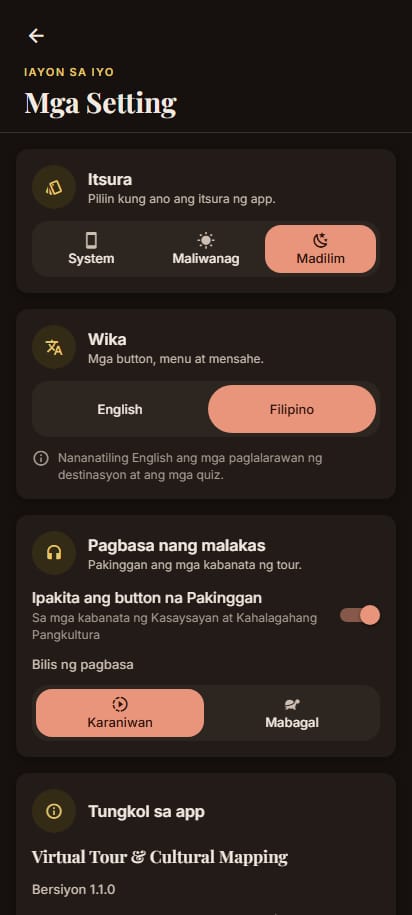 IAYON SA IYO
Mga Setting
Itsura
Piliin kung ano ang itsura ng app.
System
Maliwanag
Madilim
Wika
Mga button, menu at mensahe.
English
Filipino
Nananatiling English ang mga paglalarawan ng
destinasyon at ang mga quiz.
Pagbasa nang malakas
Pakinggan ang mga kabanata ng tour.
Ipakita ang button na Pakinggan
Sa mga kabanata ng Kasaysayan at Kahalagahang
Pangkultura
Bilis ng pagbasa
Karaniwan
Mabagal
Tungkol sa app
Virtual Tour & Cultural Mapping
Bersiyon 1.1.0